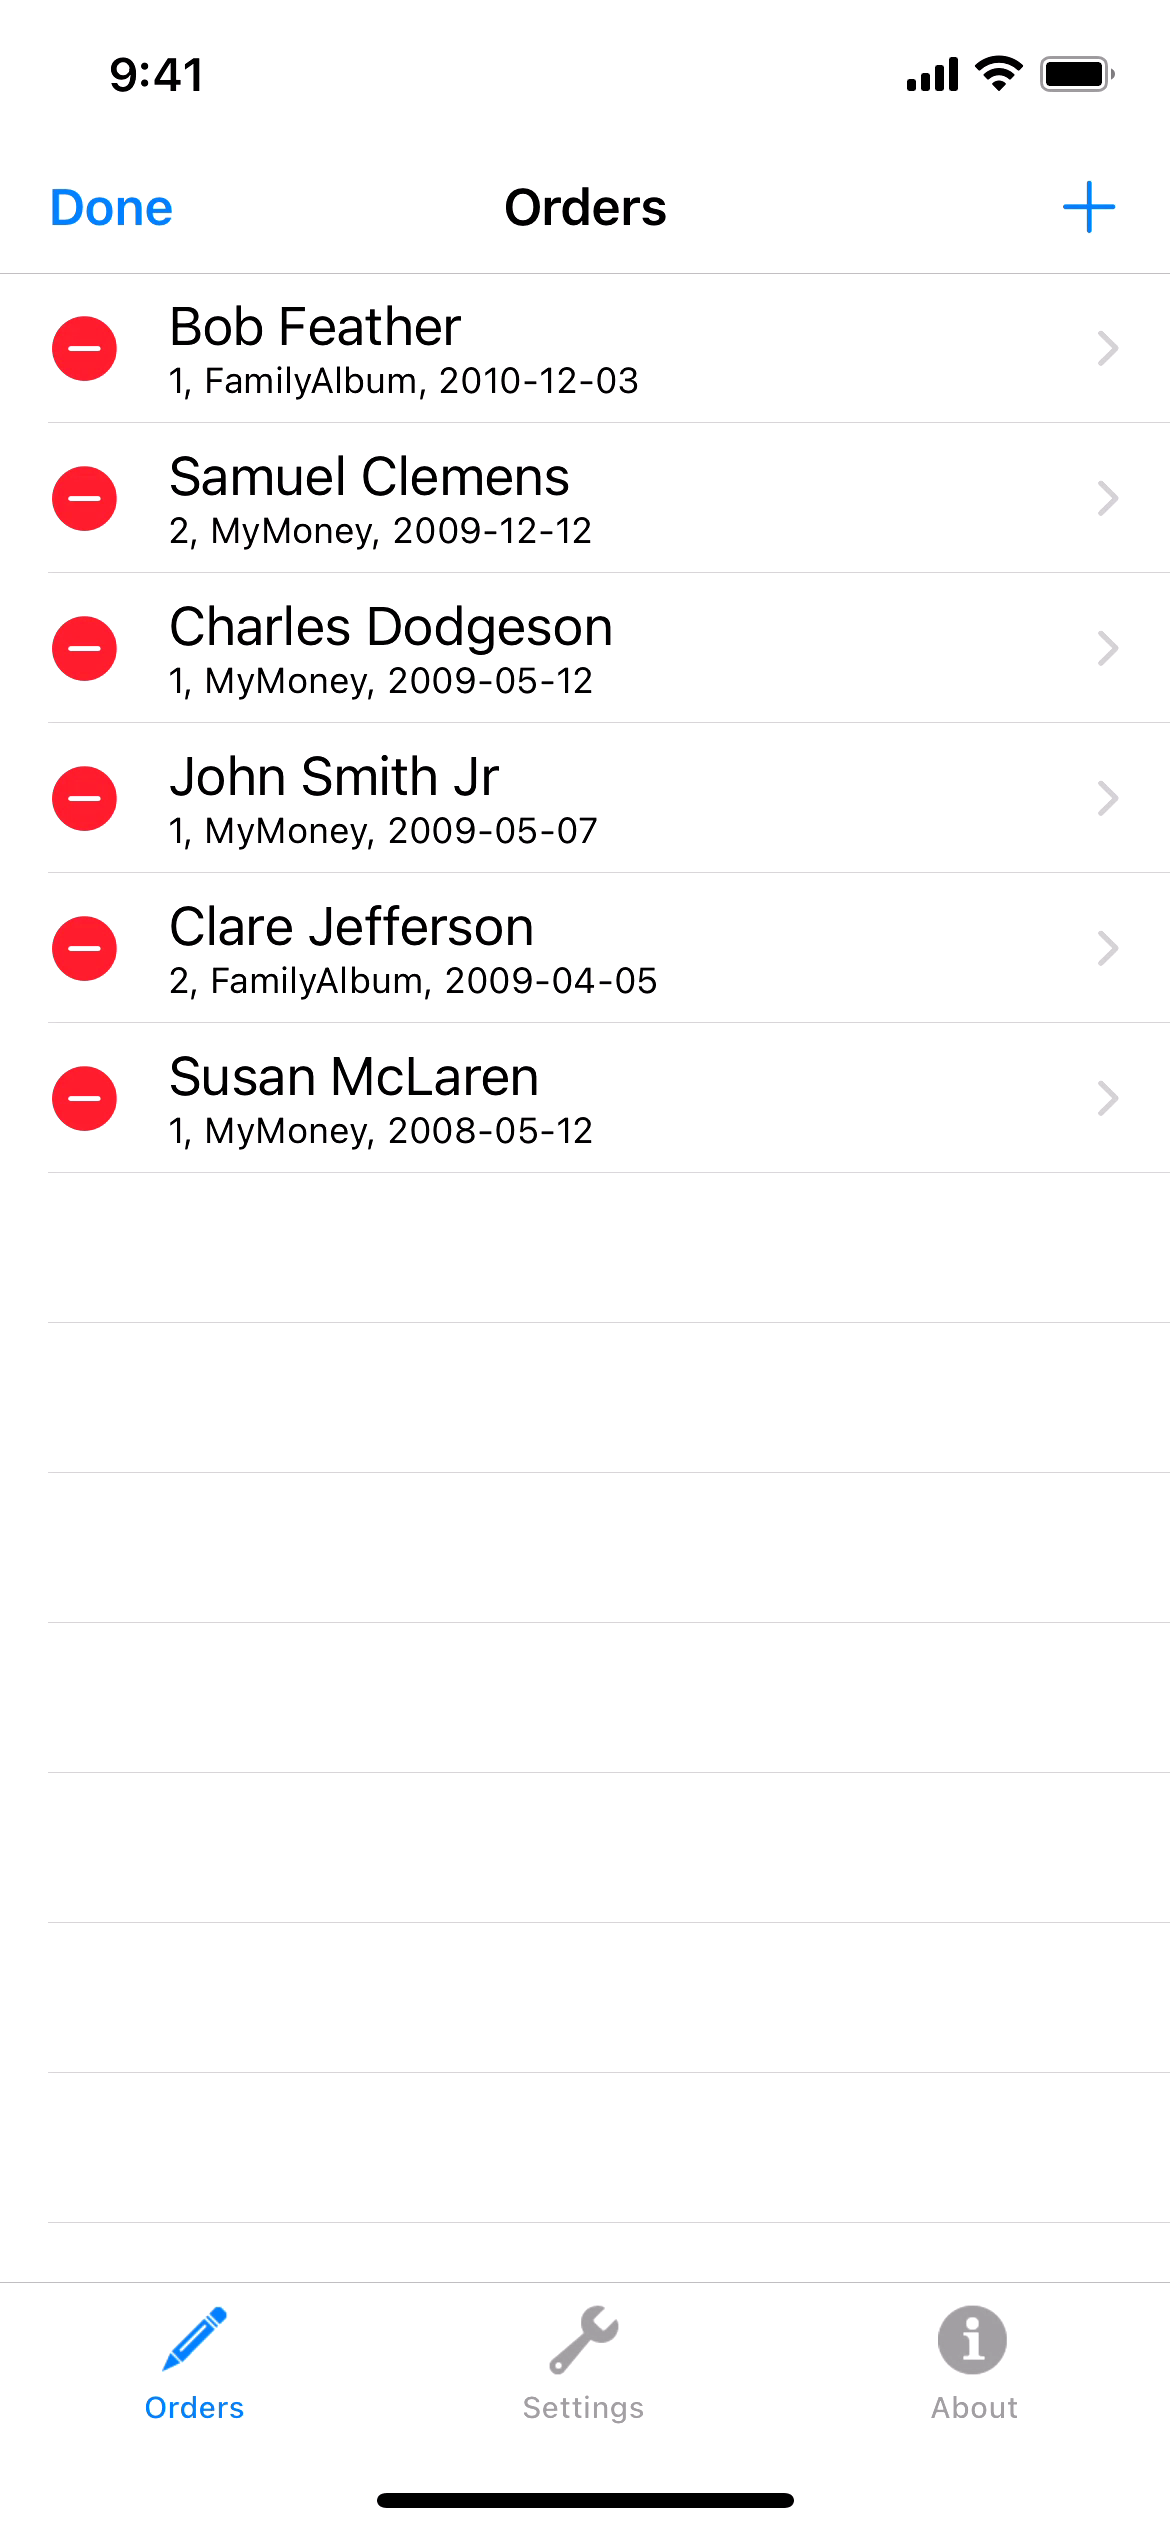 9:41
Done
Orders
Bob Feather
1, FamilyAlbum, 2010-12-03
Samuel Clemens
2, MyMoney, 2009-12-12
Charles Dodgeson
1, MyMoney, 2009-05-12
John Smith Jr
1, MyMoney, 2009-05-07
Clare Jefferson
2, FamilyAlbum, 2009-04-05
Susan McLaren
1, MyMoney, 2008-05-12
Orders
Settings
About